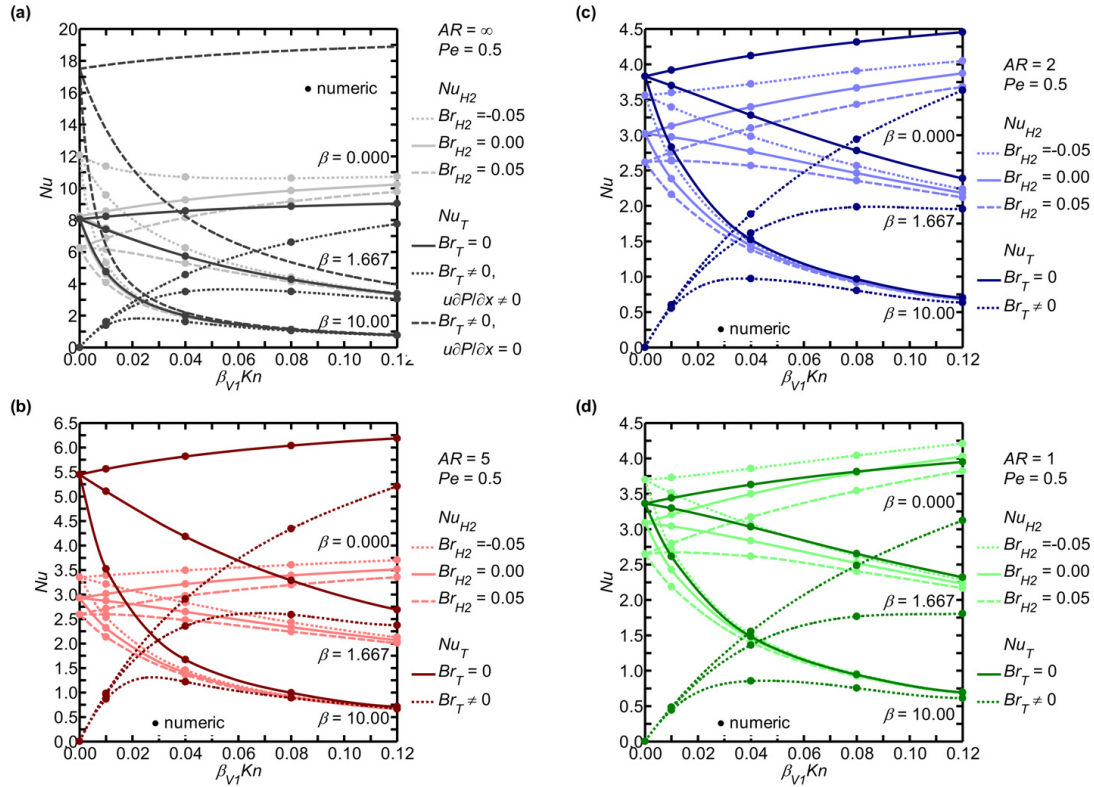 (a)
20
18
16
14
12
10
8
6
4
2
0
Nu
0.00 0.02 0.04 0.06 0.08 0.10 0.12
β_V1 Kn
• numeric
β = 0.000
β = 1.667
β = 10.00
AR = ∞
Pe = 0.5
Nu_H2
Br_H2 =-0.05
Br_H2 = 0.00
Br_H2 = 0.05
Nu_T
Br_T = 0
Br_T ≠ 0,
u∂P/∂x ≠ 0
Br_T ≠ 0,
u∂P/∂x = 0
(c)
4.5
4.0
3.5
3.0
2.5
2.0
1.5
1.0
0.5
0.0
Nu
0.00 0.02 0.04 0.06 0.08 0.10 0.12
β_V1 Kn
β = 0.000
β = 1.667
β = 10.00
• numeric
AR = 2
Pe = 0.5
Nu_H2
Br_H2 =-0.05
Br_H2 = 0.00
Br_H2 = 0.05
Nu_T
Br_T = 0
Br_T ≠ 0
(b)
6.5
6.0
5.5
5.0
4.5
4.0
3.5
3.0
2.5
2.0
1.5
1.0
0.5
0.0
Nu
0.00 0.02 0.04 0.06 0.08 0.10 0.12
β_V1 Kn
β = 0.000
β = 1.667
β = 10.00
• numeric
AR = 5
Pe = 0.5
Nu_H2
Br_H2 =-0.05
Br_H2 = 0.00
Br_H2 = 0.05
Nu_T
Br_T = 0
Br_T ≠ 0
(d)
4.5
4.0
3.5
3.0
2.5
2.0
1.5
1.0
0.5
0.0
Nu
0.00 0.02 0.04 0.06 0.08 0.10 0.12
β_V1 Kn
β = 0.000
β = 1.667
β = 10.00
• numeric
AR = 1
Pe = 0.5
Nu_H2
Br_H2 =-0.05
Br_H2 = 0.00
Br_H2 = 0.05
Nu_T
Br_T = 0
Br_T ≠ 0